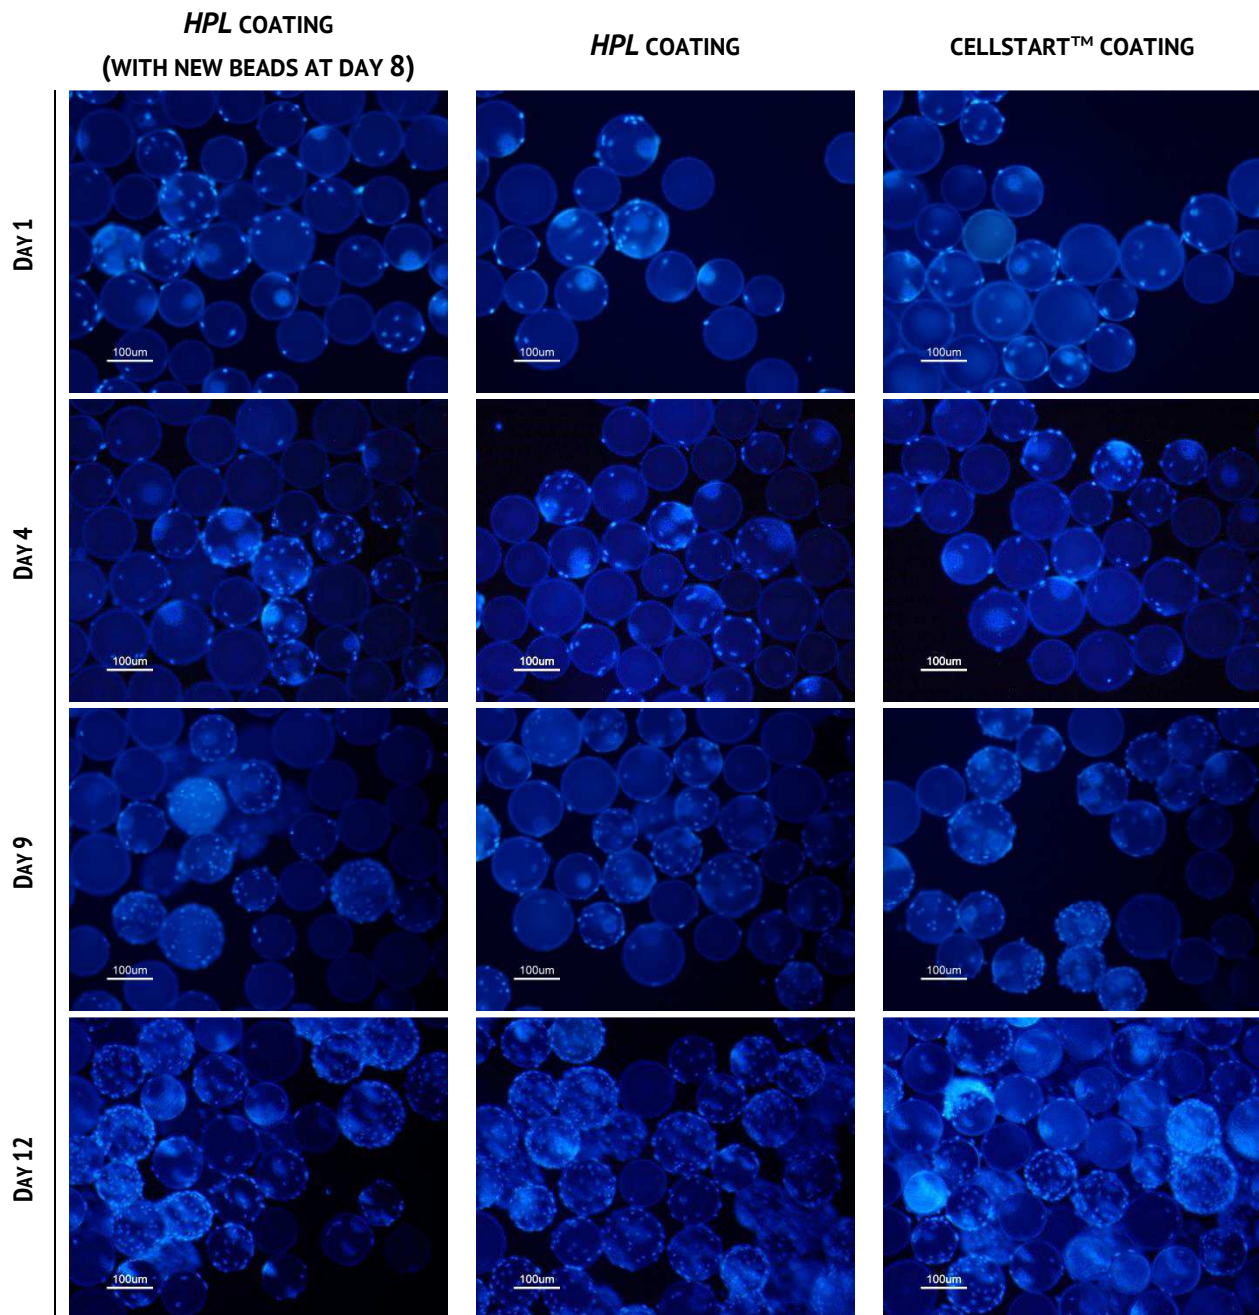 HPL COATING
(WITH NEW BEADS AT DAY 8)
HPL COATING
CELLSTART™ COATING
DAY 1
100um
100um
100um
DAY 4
100um
100um
100um
DAY 9
100um
100um
100um
DAY 12
100um
100um
100um